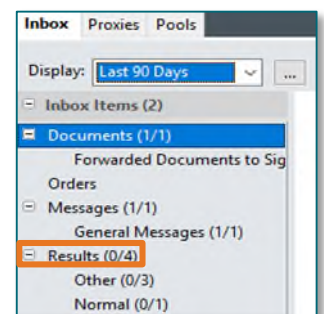 Inbox Proxies Pools
Display: Last 90 Days ...
Inbox Items (2)
Documents (1/1)
Forwarded Documents to Sig
Orders
Messages (1/1)
General Messages (1/1)
Results (0/4)
Other (0/3)
Normal (0/1)